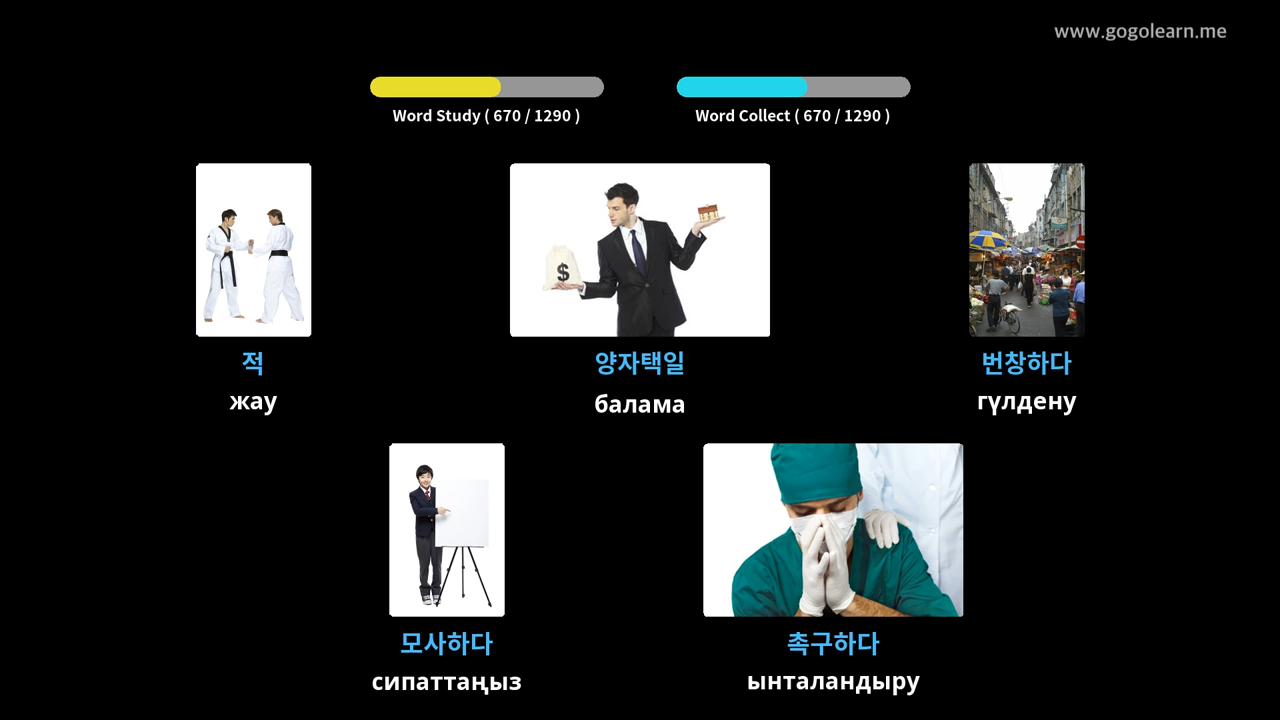 www.gogolearn.me
Word Study ( 670 / 1290 )
Word Collect ( 670 / 1290 )
$
적
жау
양자택일
балама
번창하다
гүлдену
모사하다
сипаттаңыз
촉구하다
ынталандыру